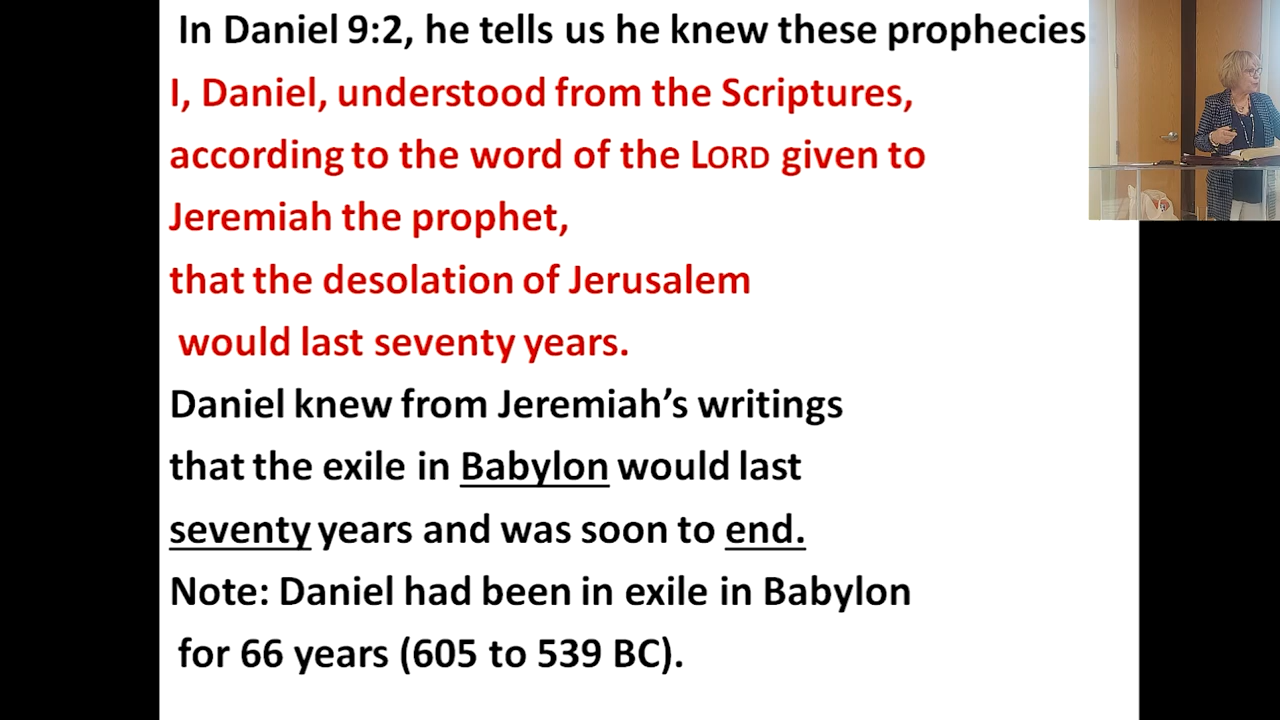 In Daniel 9:2, he tells us he knew these prophecies
I, Daniel, understood from the Scriptures,
according to the word of the LORD given to
Jeremiah the prophet,
that the desolation of Jerusalem
would last seventy years.
Daniel knew from Jeremiah’s writings
that the exile in Babylon would last
seventy years and was soon to end.
Note: Daniel had been in exile in Babylon
for 66 years (605 to 539 BC).